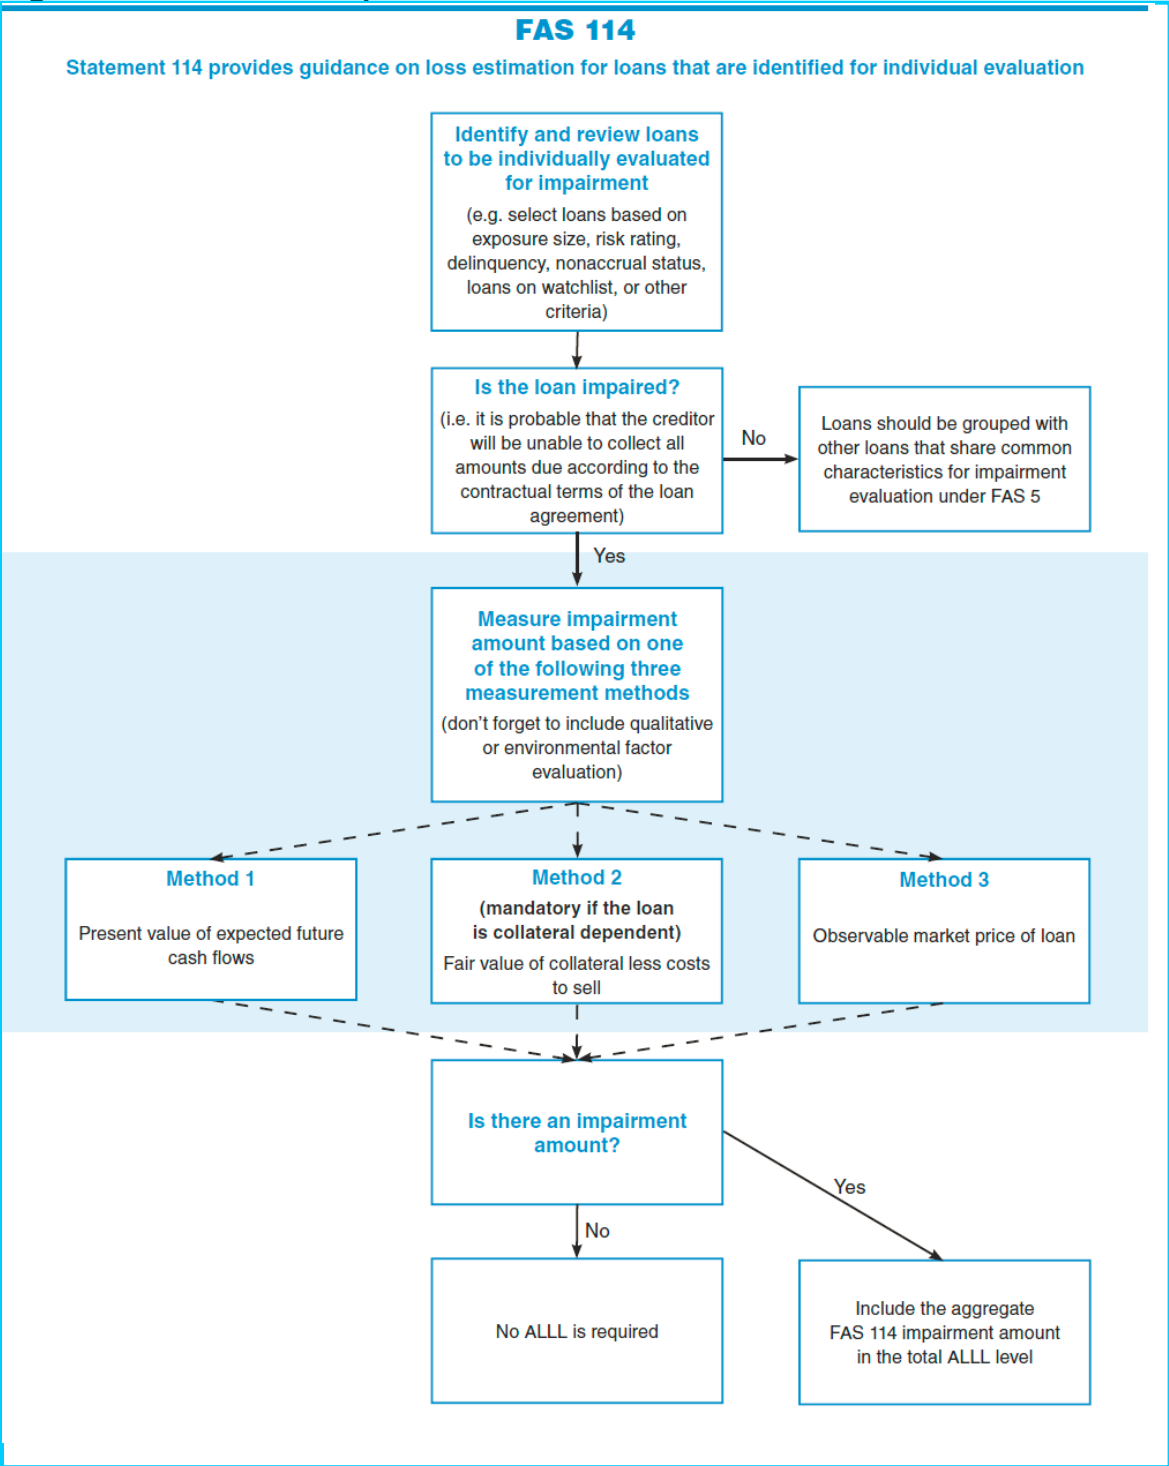 FAS 114
Statement 114 provides guidance on loss estimation for loans that are identified for individual evaluation
Identify and review loans
to be individually evaluated
for impairment
(e.g. select loans based on
exposure size, risk rating,
delinquency, nonaccrual status,
loans on watchlist, or other
criteria)
Is the loan impaired?
(i.e. it is probable that the creditor
will be unable to collect all
amounts due according to the
contractual terms of the loan
agreement)
No
Loans should be grouped with
other loans that share common
characteristics for impairment
evaluation under FAS 5
Yes
Measure impairment
amount based on one
of the following three
measurement methods
(don't forget to include qualitative
or environmental factor
evaluation)
Method 1
Present value of expected future
cash flows
Method 2
(mandatory if the loan
is collateral dependent)
Fair value of collateral less costs
to sell
Method 3
Observable market price of loan
Is there an impairment
amount?
Yes
No
No ALLL is required
Include the aggregate
FAS 114 impairment amount
in the total ALLL level